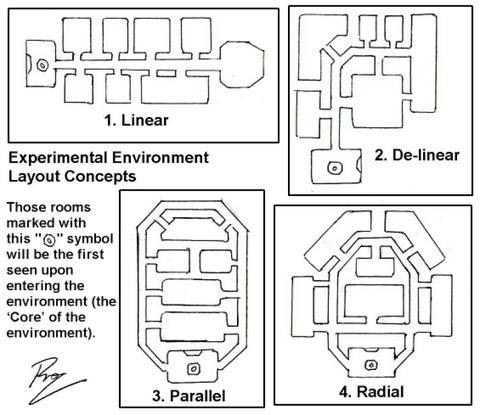 1. Linear
2. De-linear
Experimental Environment
Layout Concepts
Those rooms
marked with
this "" symbol
will be the first
seen upon
entering the
environment (the
'Core' of the
environment).
3. Parallel
4. Radial